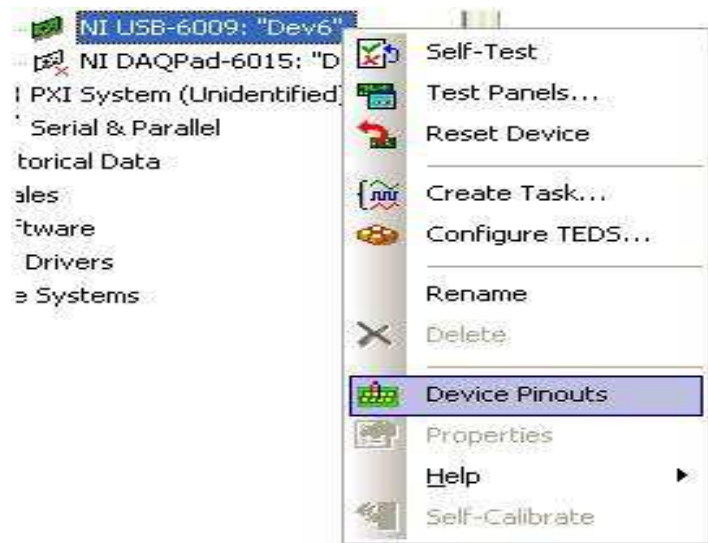 NI USB-6009: "Dev6"
NI DAQPad-6015: "D
PXI System (Unidentified)
Serial & Parallel
torical Data
ales
ftware
Drivers
e Systems
Self-Test
Test Panels...
Reset Device
Create Task...
Configure TEDS...
Rename
Delete
Device Pinouts
Properties
Help
Self-Calibrate